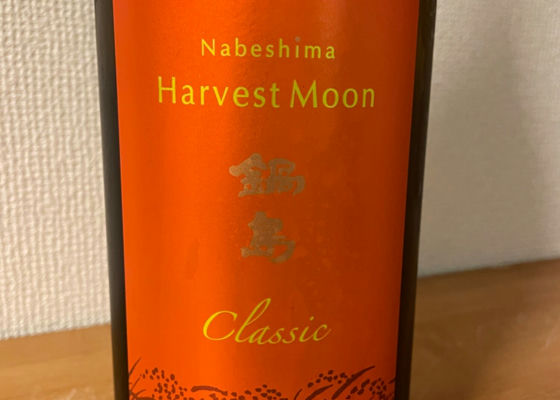 Nabeshima
Harvest Moon
鍋
島
Classic